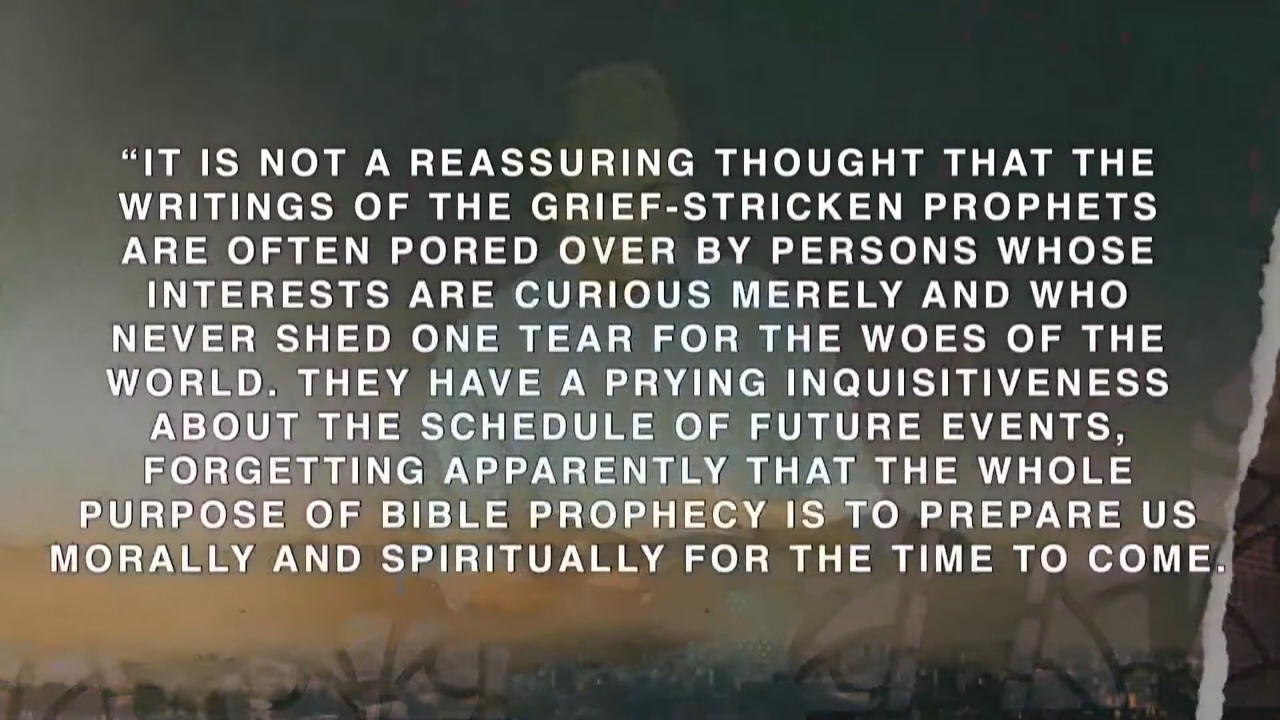 “IT IS NOT A REASSURING THOUGHT THAT THE
WRITINGS OF THE GRIEF-STRICKEN PROPHETS
ARE OFTEN PORED OVER BY PERSONS WHOSE
INTERESTS ARE CURIOUS MERELY AND WHO
NEVER SHED ONE TEAR FOR THE WOES OF THE
WORLD. THEY HAVE A PRYING INQUISITIVENESS
ABOUT THE SCHEDULE OF FUTURE EVENTS,
FORGETTING APPARENTLY THAT THE WHOLE
PURPOSE OF BIBLE PROPHECY IS TO PREPARE US
MORALLY AND SPIRITUALLY FOR THE TIME TO COME.